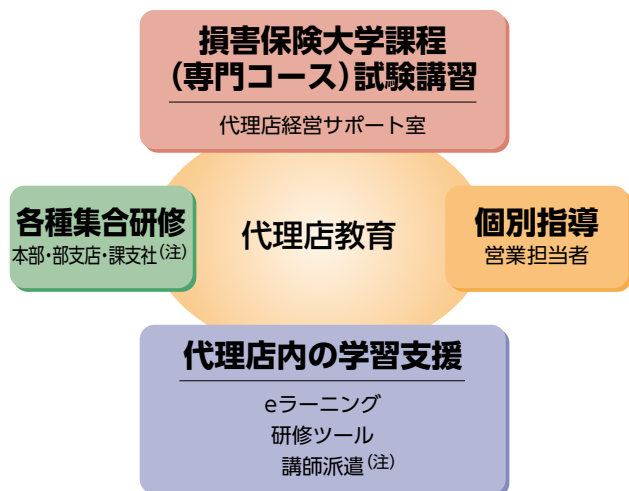 損害保険大学課程
(専門コース)試験講習
代理店経営サポート室
各種集合研修
本部・部支店・課支社(注)
代理店教育
個別指導
営業担当者
代理店内の学習支援
eラーニング
研修ツール
講師派遣(注)